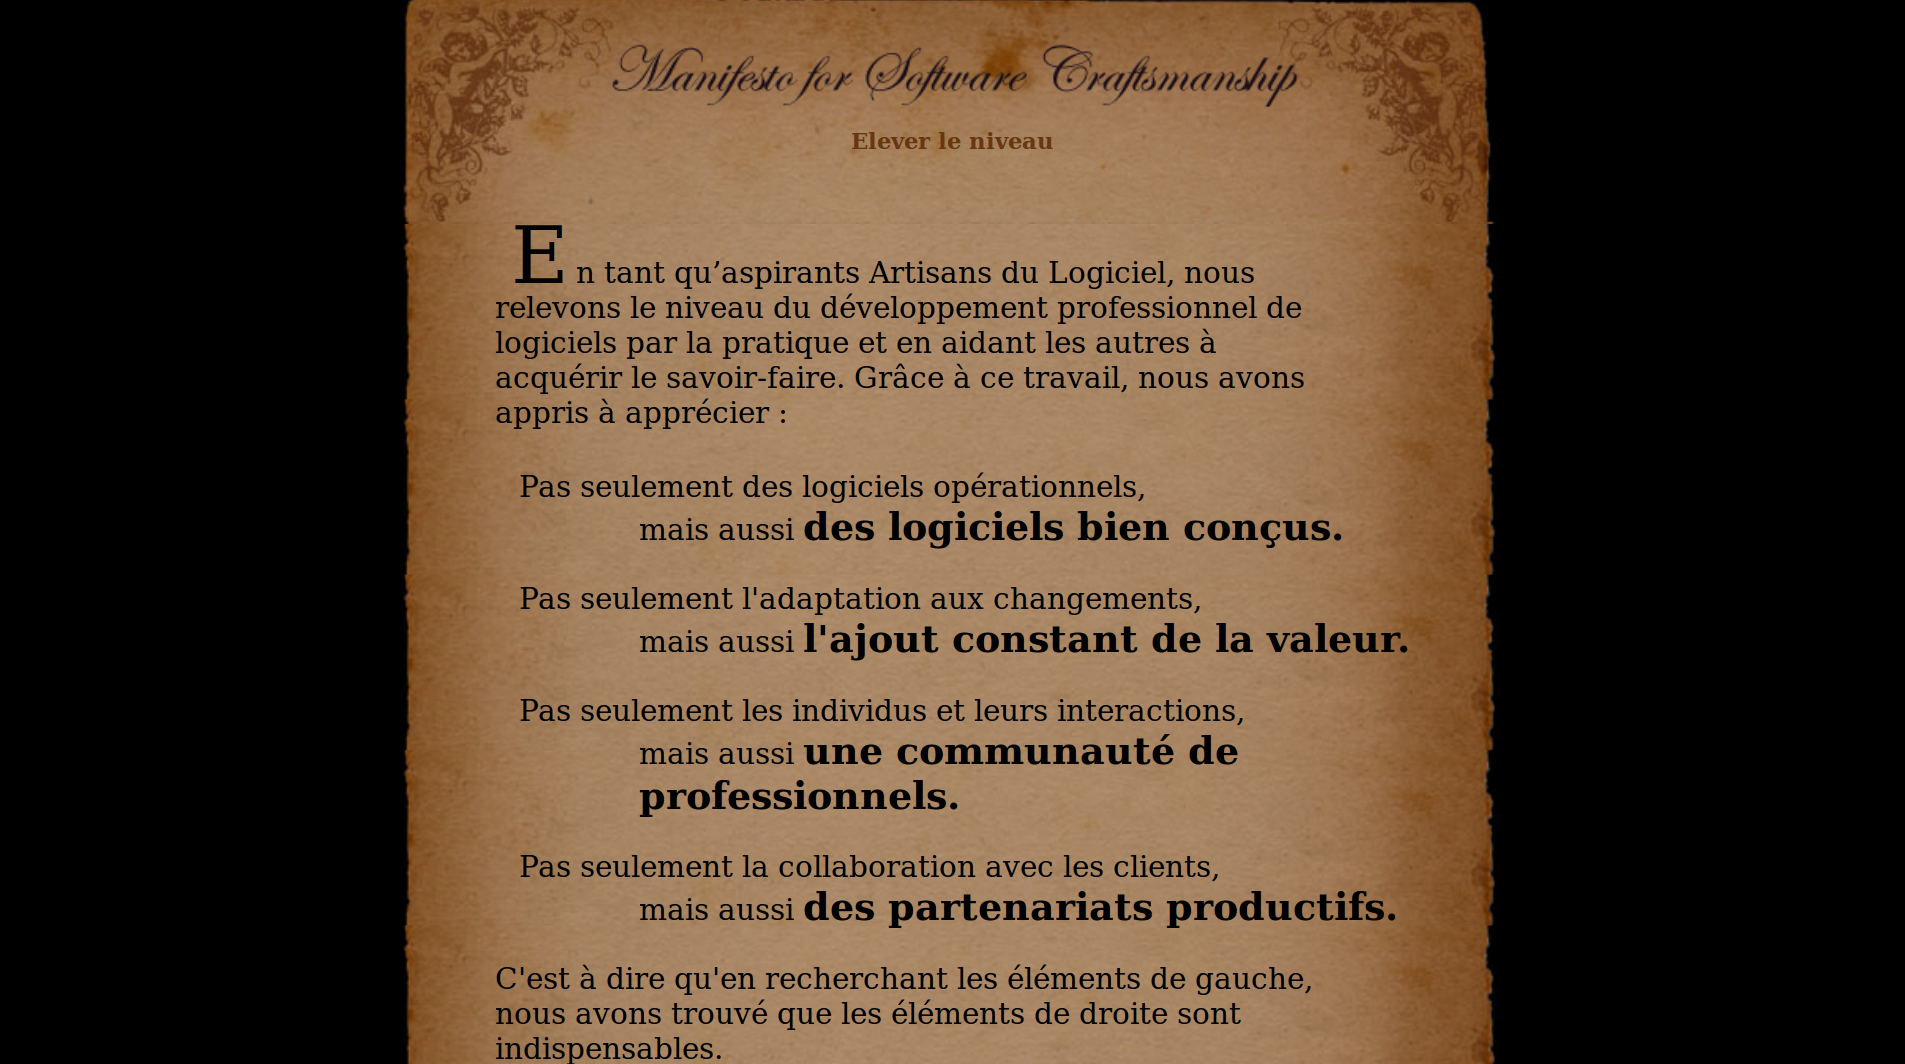 Manifesto for Software Craftsmanship
Elever le niveau
En tant qu’aspirants Artisans du Logiciel, nous
relevons le niveau du développement professionnel de
logiciels par la pratique et en aidant les autres à
acquérir le savoir-faire. Grâce à ce travail, nous avons
appris à apprécier :
Pas seulement des logiciels opérationnels,
mais aussi des logiciels bien conçus.
Pas seulement l'adaptation aux changements,
mais aussi l'ajout constant de la valeur.
Pas seulement les individus et leurs interactions,
mais aussi une communauté de
professionnels.
Pas seulement la collaboration avec les clients,
mais aussi des partenariats productifs.
C'est à dire qu'en recherchant les éléments de gauche,
nous avons trouvé que les éléments de droite sont
indispensables.